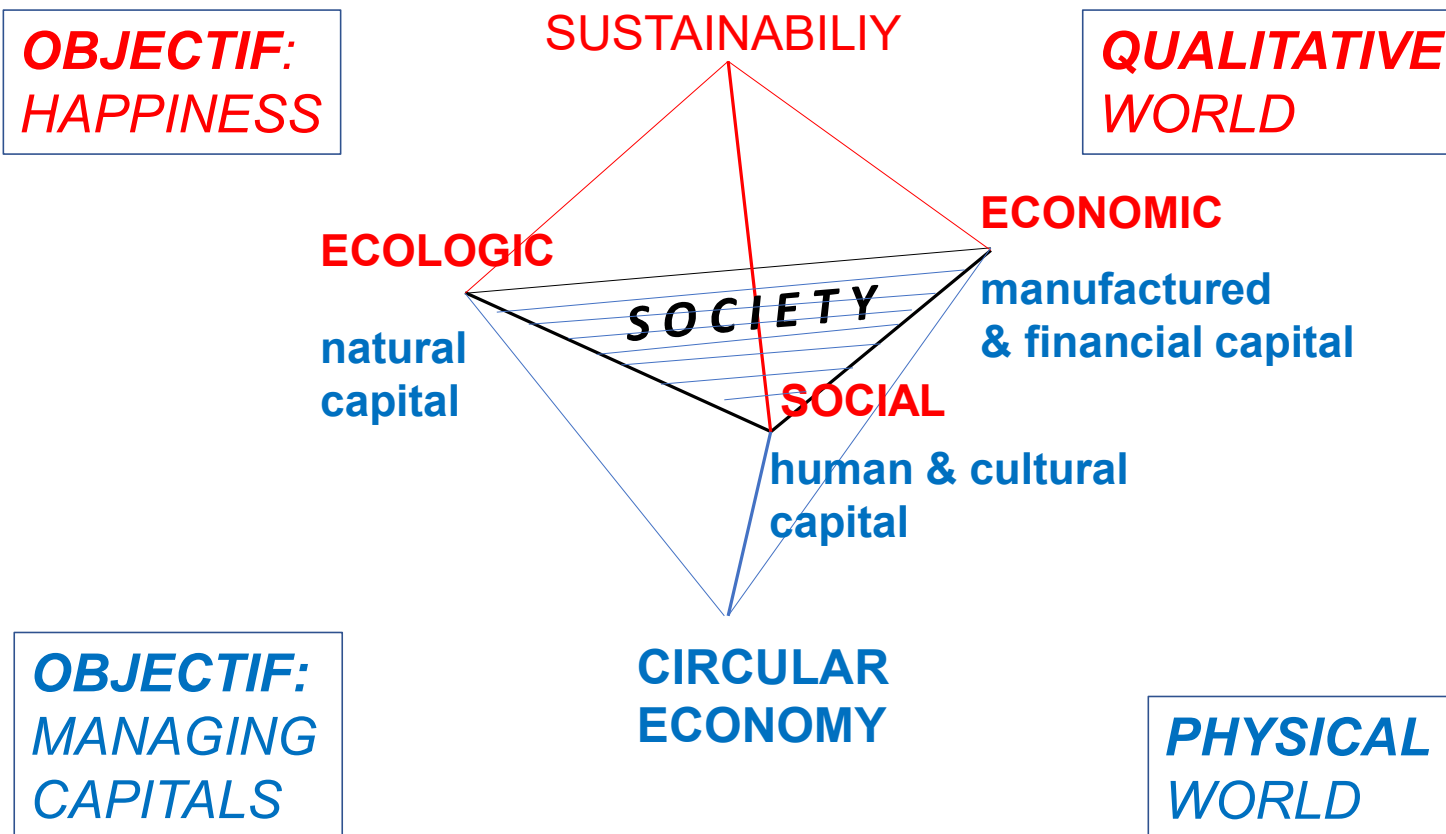 OBJECTIF:
HAPPINESS
SUSTAINABILIY
QUALITATIVE
WORLD
ECOLOGIC
ECONOMIC
SOCIETY
natural
capital
manufactured
& financial capital
SOCIAL
human & cultural
capital
OBJECTIF:
MANAGING
CAPITALS
CIRCULAR
ECONOMY
PHYSICAL
WORLD